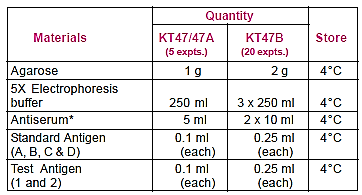 Materials Quantity Store
KT47/47A KT47B
(5 expts.) (20 expts.)
Agarose 1 g 2 g 4°C
5X Electrophoresis
buffer 250 ml 3 x 250 ml 4°C
Antiserum* 5 ml 2 x 10 ml 4°C
Standard Antigen 0.1 ml 0.25 ml 4°C
(A, B, C & D) (each) (each)
Test Antigen 0.1 ml 0.25 ml 4°C
(1 and 2) (each) (each)